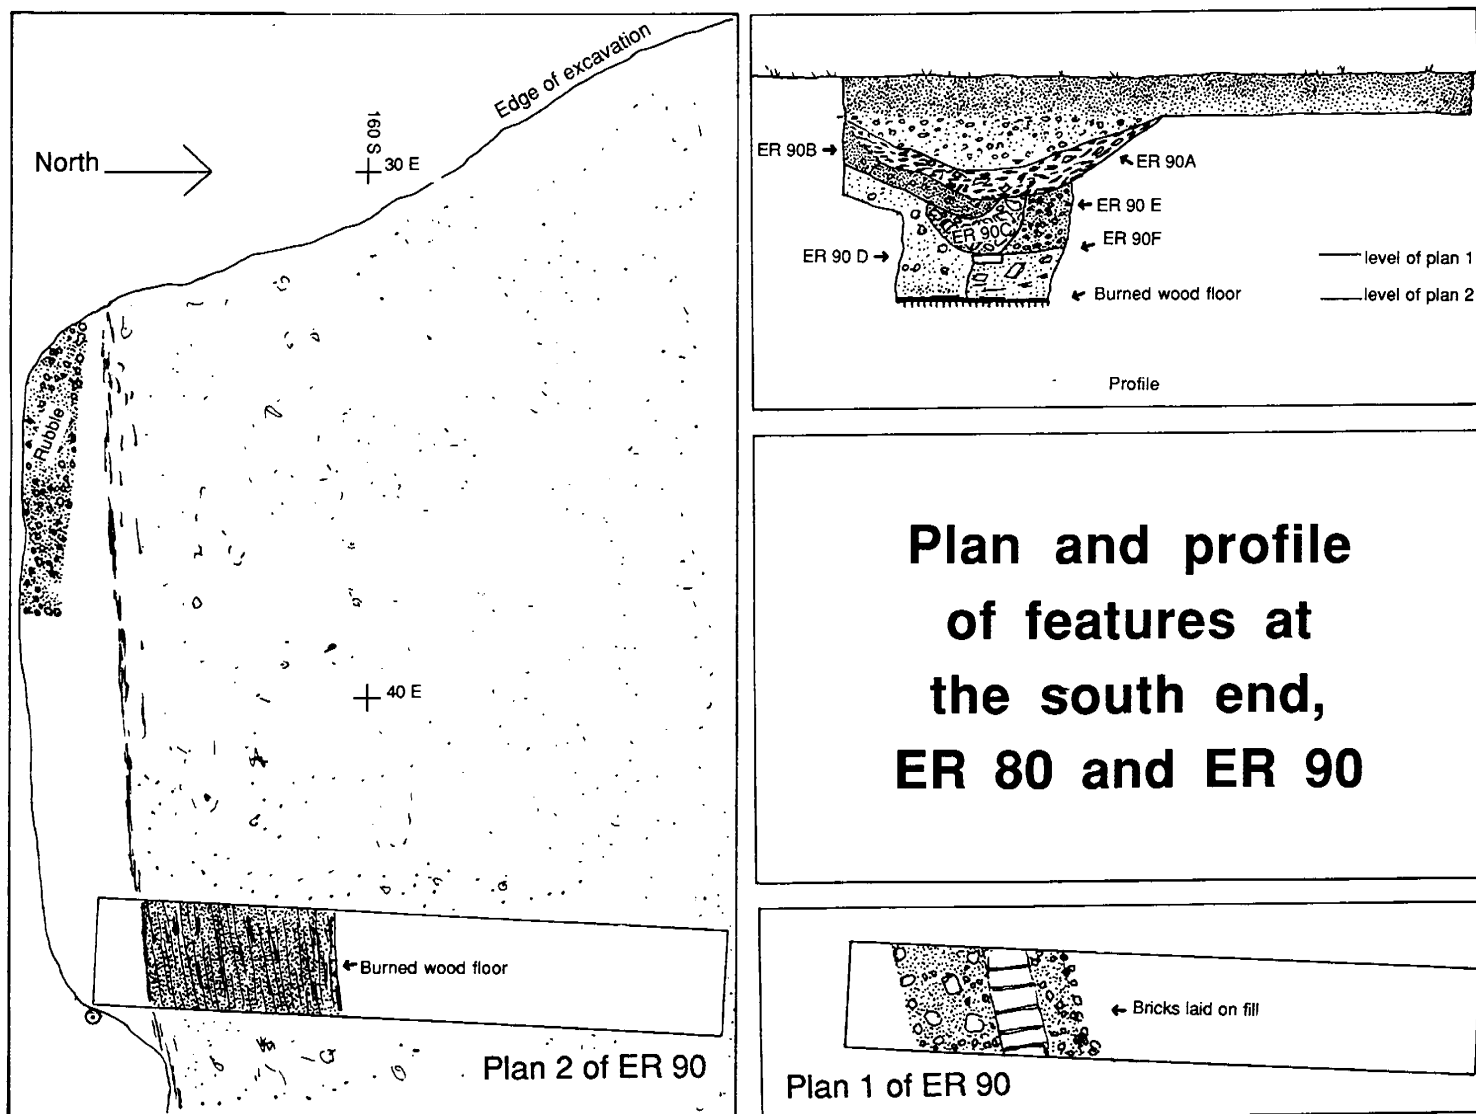 Edge of excavation
160 S
30 E
North
Rubble
40 E
Burned wood floor
Plan 2 of ER 90
ER 90B
ER 90A
ER 90 E
ER 90C
ER 90F
ER 90 D
level of plan 1
Burned wood floor
level of plan 2
Profile
Plan and profile
of features at
the south end,
ER 80 and ER 90
Bricks laid on fill
Plan 1 of ER 90